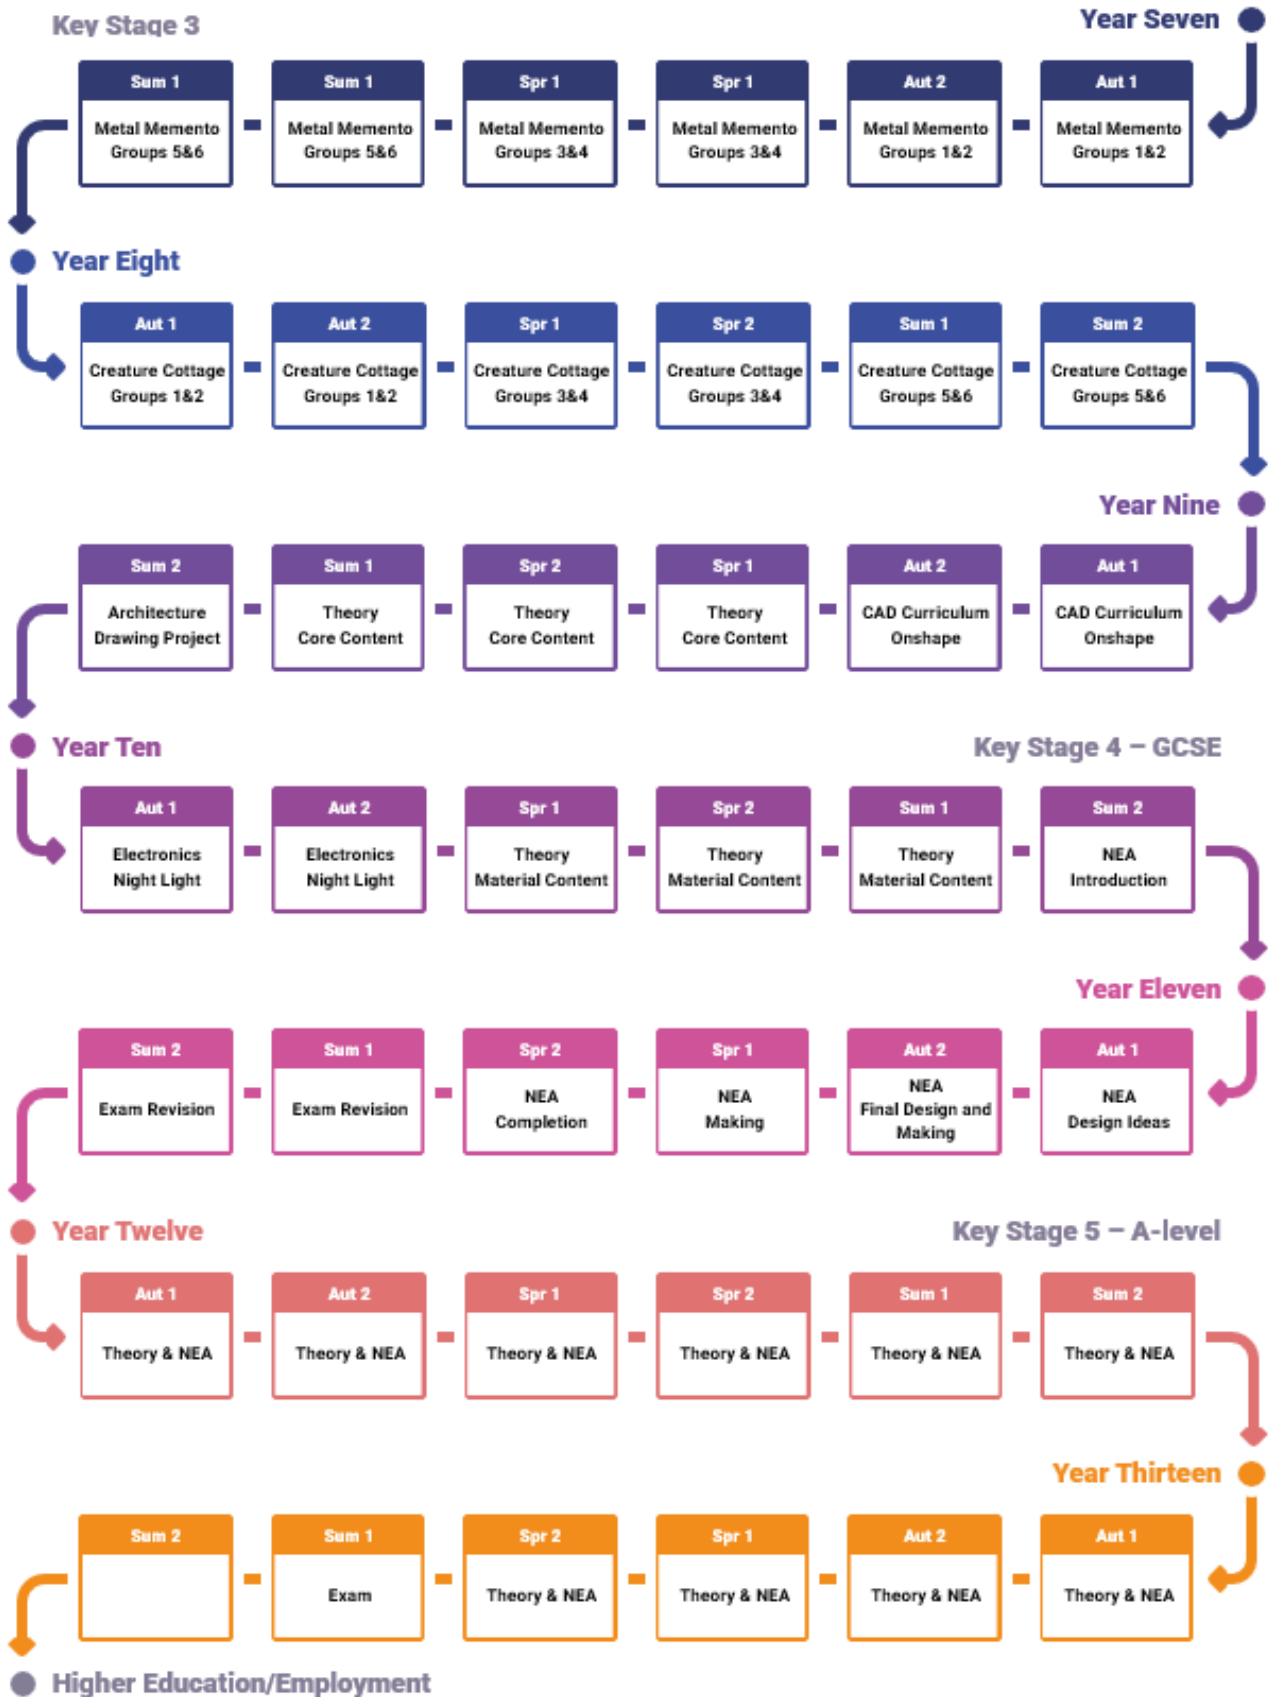 Key Stage 3
Year Seven
Sum 1
Metal Memento
Groups 5&6
Sum 1
Metal Memento
Groups 5&6
Spr 1
Metal Memento
Groups 3&4
Spr 1
Metal Memento
Groups 3&4
Aut 2
Metal Memento
Groups 1&2
Aut 1
Metal Memento
Groups 1&2
Year Eight
Aut 1
Creature Cottage
Groups 1&2
Aut 2
Creature Cottage
Groups 1&2
Spr 1
Creature Cottage
Groups 3&4
Spr 2
Creature Cottage
Groups 3&4
Sum 1
Creature Cottage
Groups 5&6
Sum 2
Creature Cottage
Groups 5&6
Year Nine
Sum 2
Architecture
Drawing Project
Sum 1
Theory
Core Content
Spr 2
Theory
Core Content
Spr 1
Theory
Core Content
Aut 2
CAD Curriculum
Onshape
Aut 1
CAD Curriculum
Onshape
Year Ten
Key Stage 4 – GCSE
Aut 1
Electronics
Night Light
Aut 2
Electronics
Night Light
Spr 1
Theory
Material Content
Spr 2
Theory
Material Content
Sum 1
Theory
Material Content
Sum 2
NEA
Introduction
Year Eleven
Sum 2
Exam Revision
Sum 1
Exam Revision
Spr 2
NEA
Completion
Spr 1
NEA
Making
Aut 2
NEA
Final Design and
Making
Aut 1
NEA
Design Ideas
Year Twelve
Key Stage 5 – A-level
Aut 1
Theory & NEA
Aut 2
Theory & NEA
Spr 1
Theory & NEA
Spr 2
Theory & NEA
Sum 1
Theory & NEA
Sum 2
Theory & NEA
Year Thirteen
Sum 2
Sum 1
Exam
Spr 2
Theory & NEA
Spr 1
Theory & NEA
Aut 2
Theory & NEA
Aut 1
Theory & NEA
Higher Education/Employment